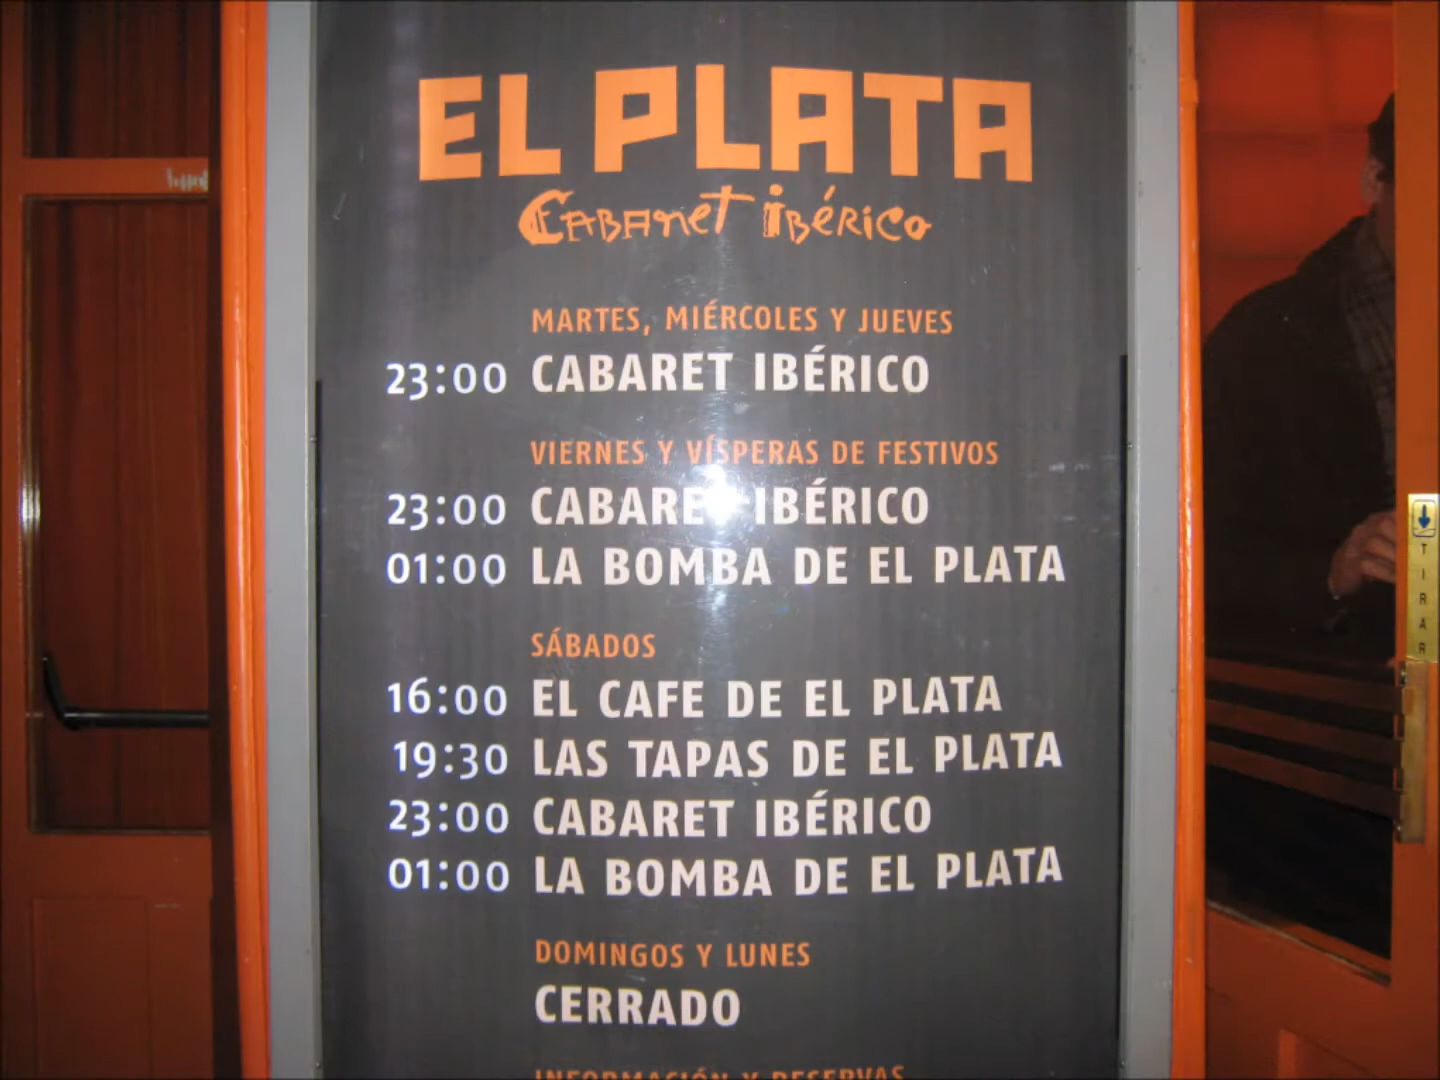 EL PLATA
Cabaret Ibérico
MARTES, MIÉRCOLES Y JUEVES
23:00 CABARET IBÉRICO
VIERNES Y VÍSPERAS DE FESTIVOS
23:00 CABARET IBÉRICO
01:00 LA BOMBA DE EL PLATA
SÁBADOS
16:00 EL CAFE DE EL PLATA
19:30 LAS TAPAS DE EL PLATA
23:00 CABARET IBÉRICO
01:00 LA BOMBA DE EL PLATA
DOMINGOS Y LUNES
CERRADO
INFORMACIÓN Y RESERVAS
TIRAR